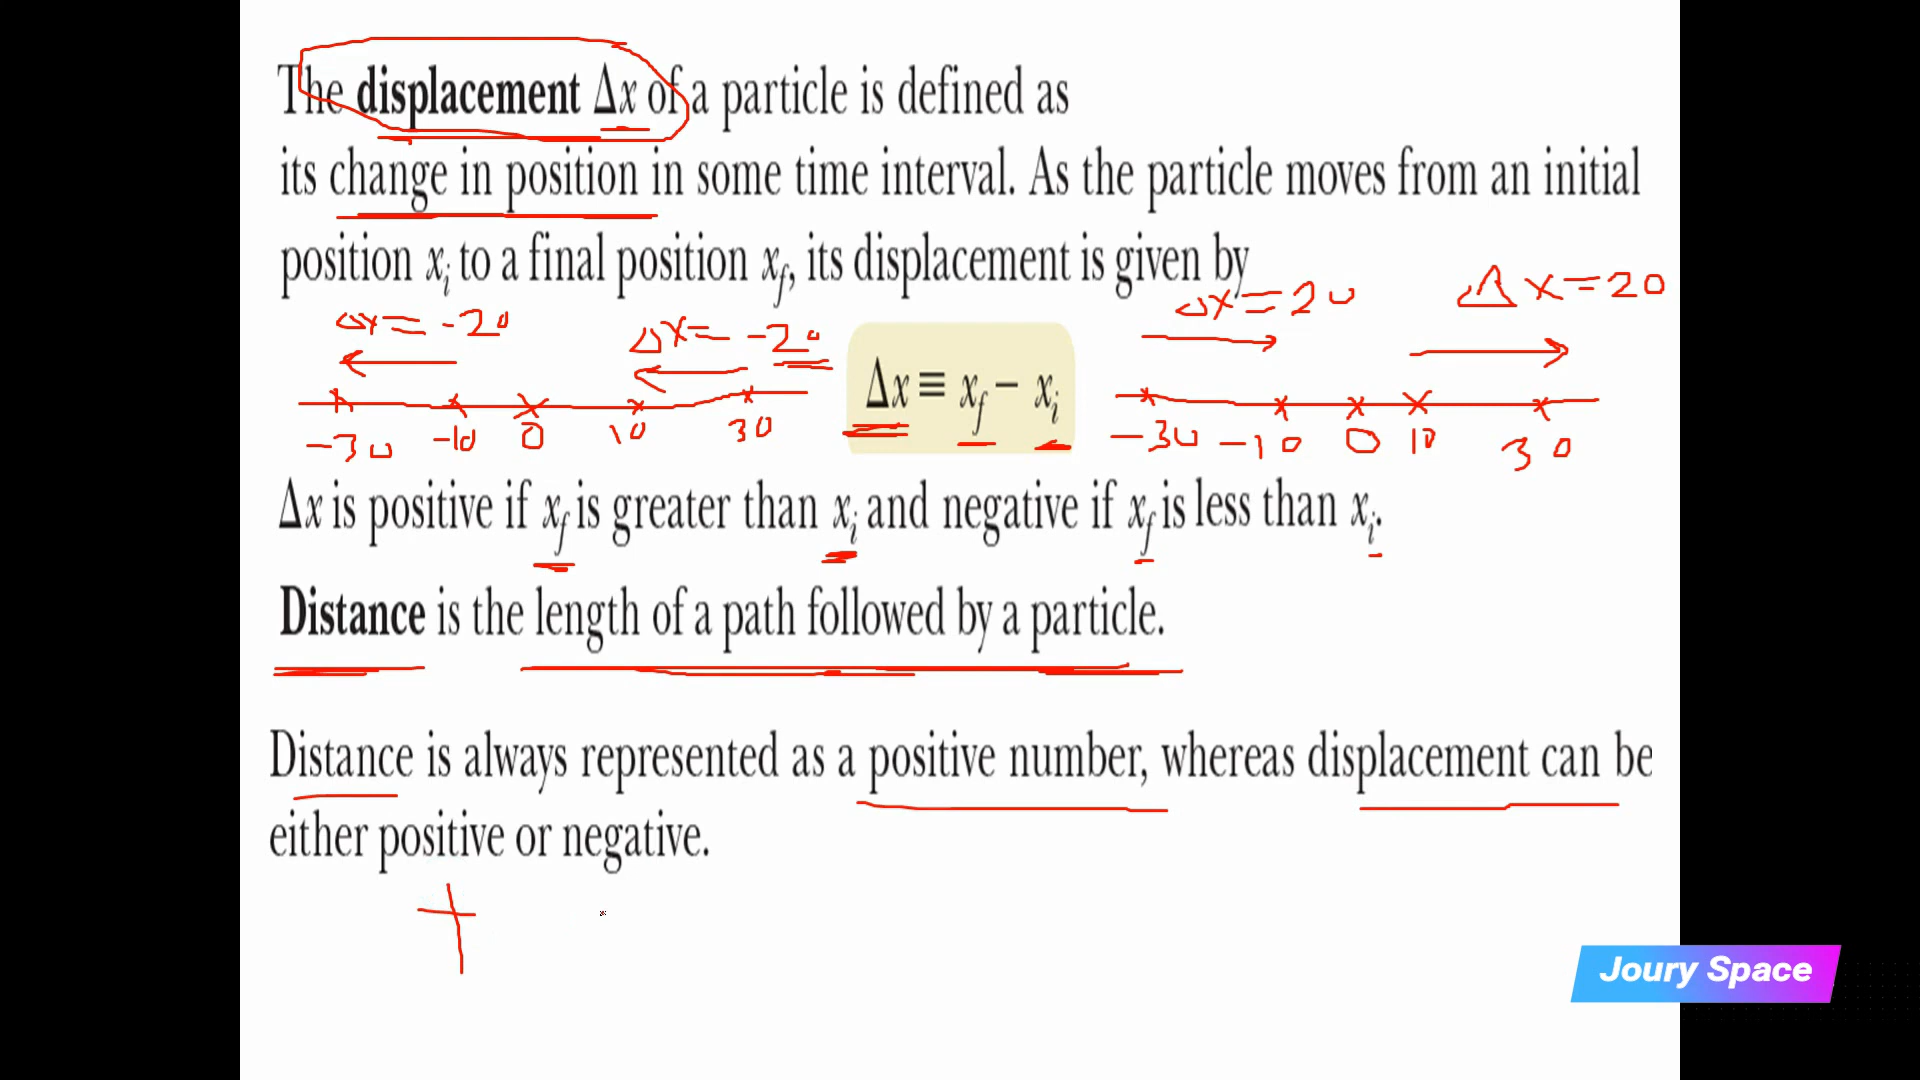 The displacement Δx of a particle is defined as
its change in position in some time interval. As the particle moves from an initial
position xi to a final position xf, its displacement is given by
Δx=-20 Δx=-20 Δx=20 Δx=20
Δx ≡ xf − xi
-30 -10 0 10 30 -30 -10 0 10 30
Δx is positive if xf is greater than xi and negative if xf is less than xi.
Distance is the length of a path followed by a particle.
Distance is always represented as a positive number, whereas displacement can be
either positive or negative.
+
Joury Space